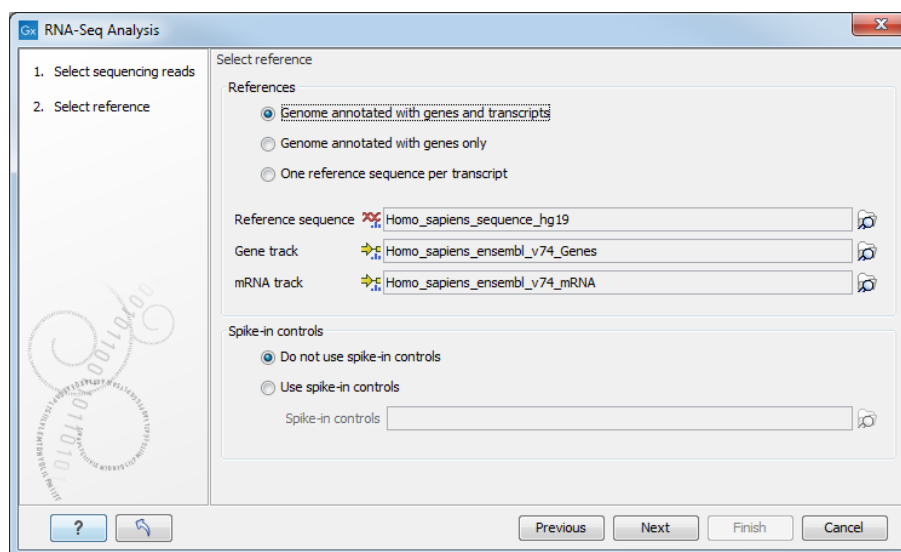 Gx RNA-Seq Analysis
1. Select sequencing reads
2. Select reference
Select reference
References
Genome annotated with genes and transcripts
Genome annotated with genes only
One reference sequence per transcript
Reference sequence Homo_sapiens_sequence_hg19
Gene track Homo_sapiens_ensembl_v74_Genes
mRNA track Homo_sapiens_ensembl_v74_mRNA
Spike-in controls
Do not use spike-in controls
Use spike-in controls
Spike-in controls
? Previous Next Finish Cancel